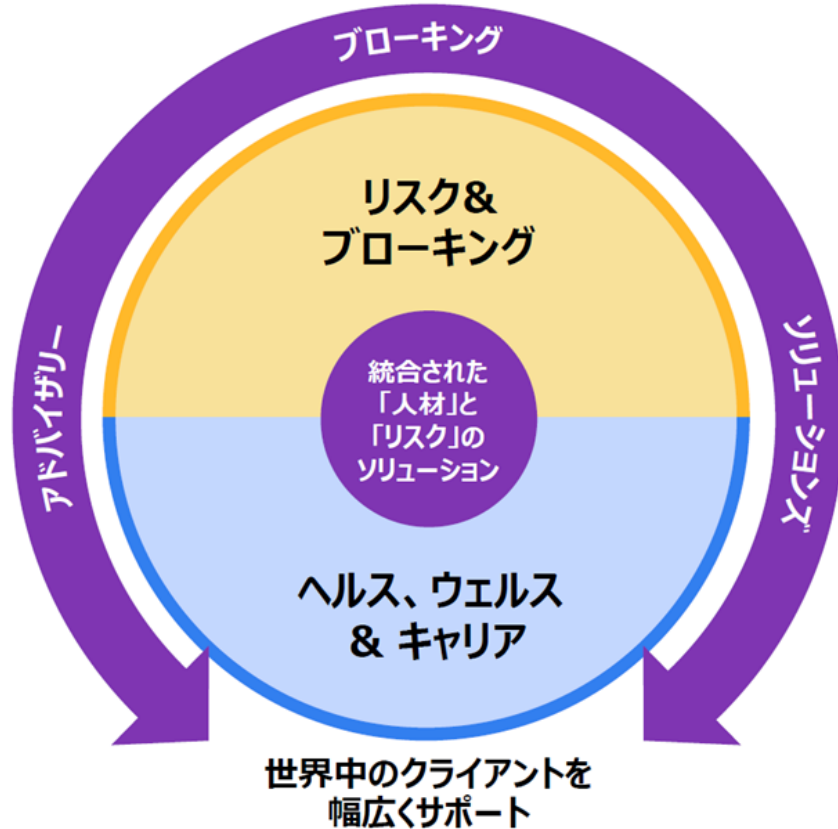 ブローキング
リスク&
ブローキング
アドバイザリー
統合された
「人材」と
「リスク」の
ソリューション
ソリューションズ
ヘルス、ウェルス
& キャリア
世界中のクライアントを
幅広くサポート